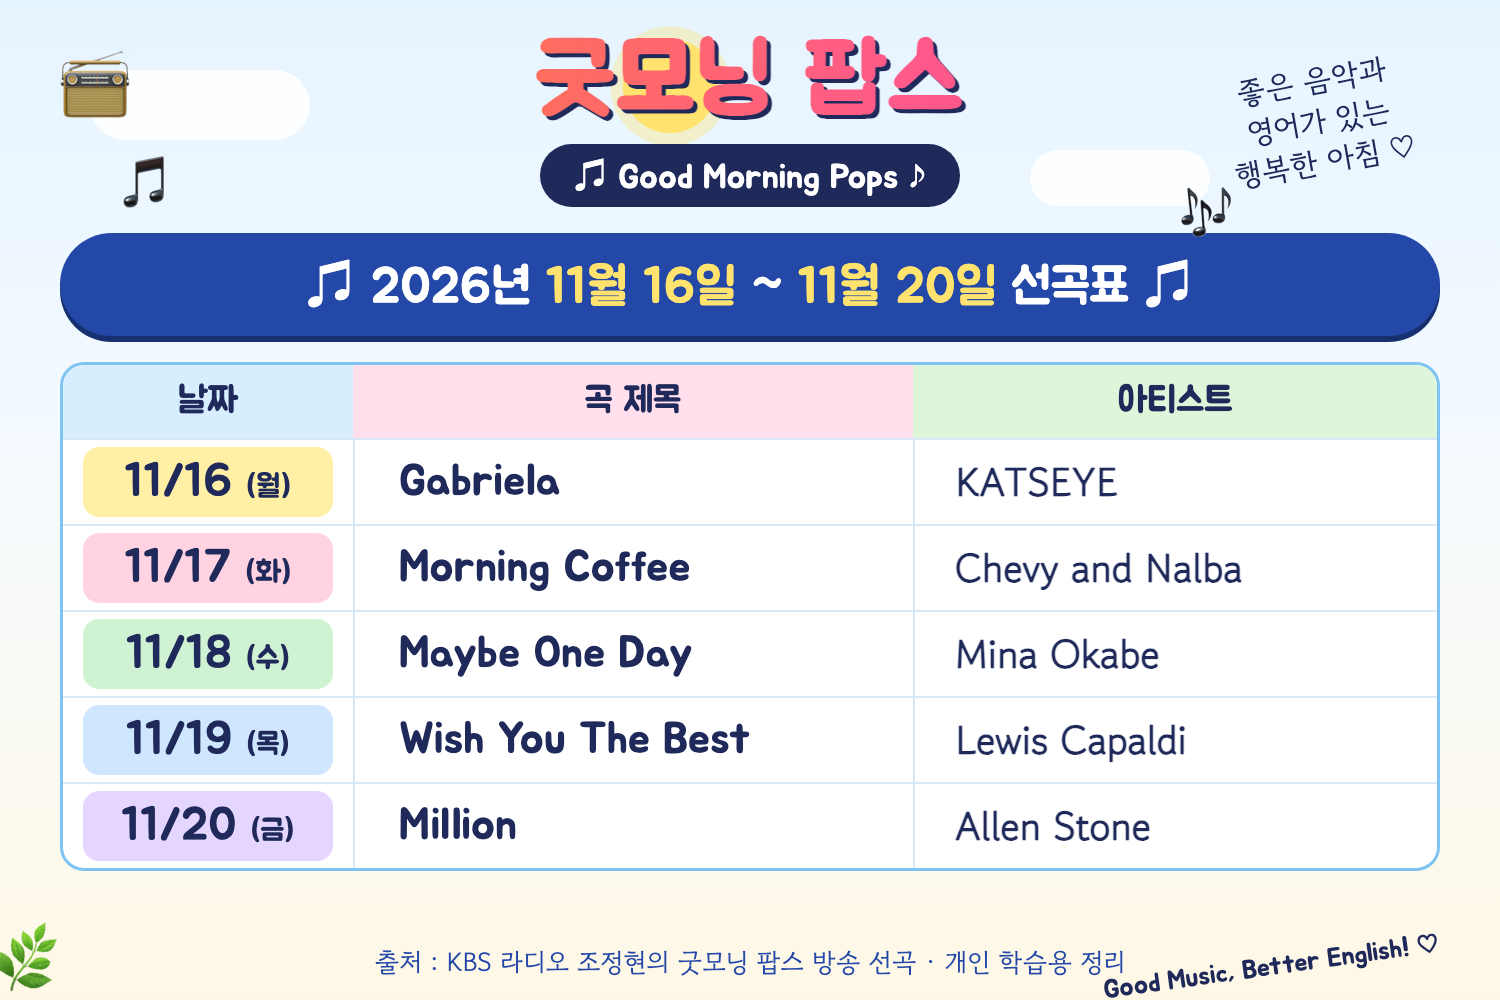 굿모닝 팝스
♫ Good Morning Pops ♪
좋은 음악과
영어가 있는
행복한 아침 ♡
♫ 2026년 11월 16일 ~ 11월 20일 선곡표 ♫
날짜 곡 제목 아티스트
11/16 (월) Gabriela KATSEYE
11/17 (화) Morning Coffee Chevy and Nalba
11/18 (수) Maybe One Day Mina Okabe
11/19 (목) Wish You The Best Lewis Capaldi
11/20 (금) Million Allen Stone
출처 : KBS 라디오 조정현의 굿모닝 팝스 방송 선곡 · 개인 학습용 정리
Good Music, Better English! ♡